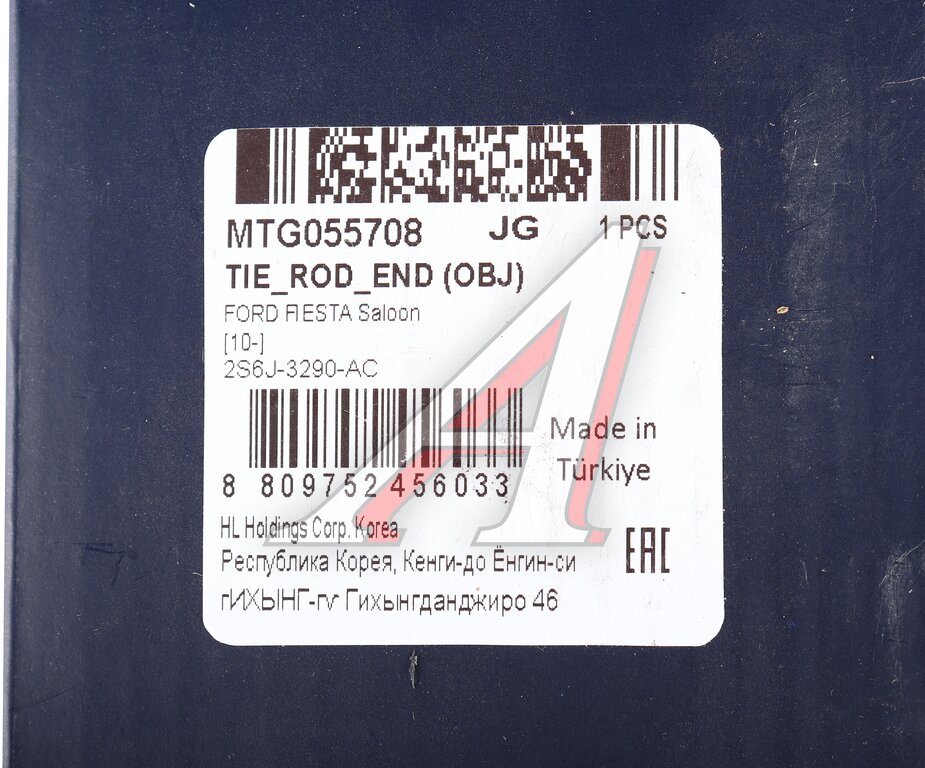 MTG055708 JG 1 PCS
TIE_ROD_END (OBJ)
FORD FIESTA Saloon
[10-]
2S6J-3290-AC
Made in
Türkiye
8 809752 456033
HL Holdings Corp. Korea
Республика Корея, Кенги-до Ёнгин-си
гИХЫНГ-гу Гихынгданджиро 46
EAC